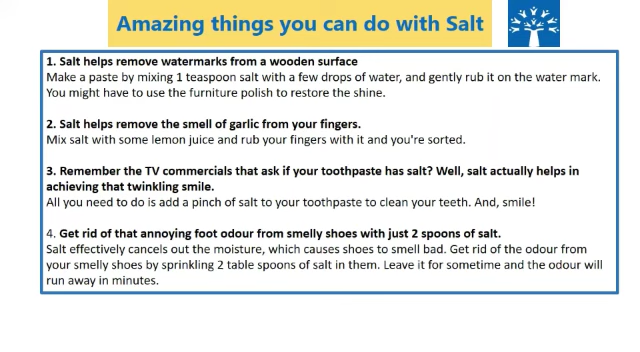 Amazing things you can do with Salt
1. Salt helps remove watermarks from a wooden surface
Make a paste by mixing 1 teaspoon salt with a few drops of water, and gently rub it on the water mark.
You might have to use the furniture polish to restore the shine.
2. Salt helps remove the smell of garlic from your fingers.
Mix salt with some lemon juice and rub your fingers with it and you're sorted.
3. Remember the TV commercials that ask if your toothpaste has salt? Well, salt actually helps in
achieving that twinkling smile.
All you need to do is add a pinch of salt to your toothpaste to clean your teeth. And, smile!
4. Get rid of that annoying foot odour from smelly shoes with just 2 spoons of salt.
Salt effectively cancels out the moisture, which causes shoes to smell bad. Get rid of the odour from
your smelly shoes by sprinkling 2 table spoons of salt in them. Leave it for sometime and the odour will
run away in minutes.